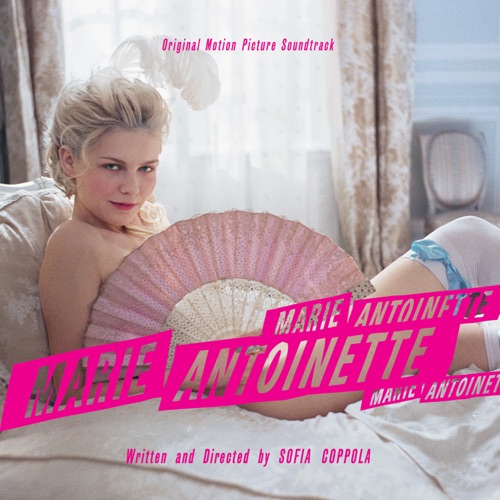 Original Motion Picture Soundtrack
MARIE ANTOINETTE
MARIE ANTOINETTE
MARIE ANTOINET
Written and Directed by SOFIA COPPOLA